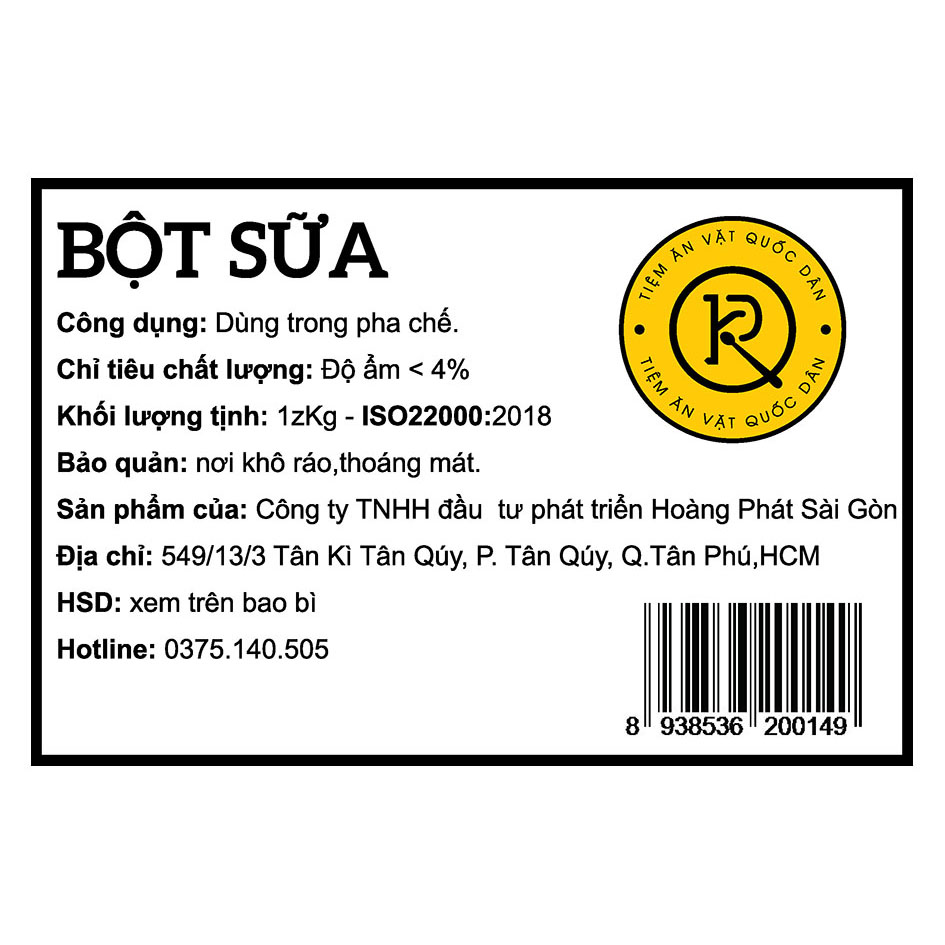 BỘT SỮA
Công dụng: Dùng trong pha chế.
Chỉ tiêu chất lượng: Độ ẩm < 4%
Khối lượng tịnh: 1zKg - ISO22000:2018
Bảo quản: nơi khô ráo,thoáng mát.
Sản phẩm của: Công ty TNHH đầu  tư phát triển Hoàng Phát Sài Gòn
Địa chỉ: 549/13/3 Tân Kì Tân Qúy, P. Tân Qúy, Q.Tân Phú,HCM
HSD: xem trên bao bì
Hotline: 0375.140.505
TIỆM ĂN VẶT QUỐC DÂN
TIỆM ĂN VẶT QUỐC DÂN
8 938536 200149